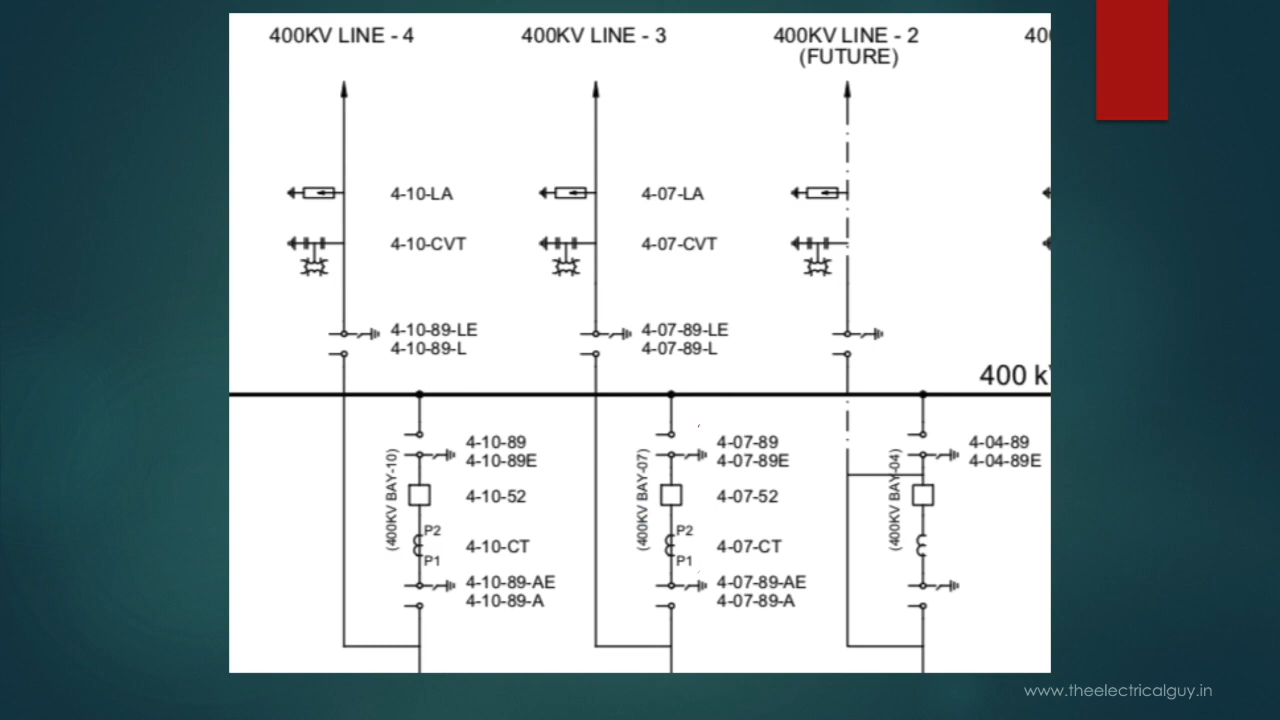 400KV LINE - 4
400KV LINE - 3
400KV LINE - 2
(FUTURE)
4-10-LA
4-07-LA
4-10-CVT
4-07-CVT
4-10-89-LE
4-10-89-L
4-07-89-LE
4-07-89-L
400
(400KV BAY-10)
4-10-89
4-10-89E
4-10-52
P2
4-10-CT
P1
4-10-89-AE
4-10-89-A
(400KV BAY-07)
4-07-89
4-07-89E
4-07-52
P2
4-07-CT
P1
4-07-89-AE
4-07-89-A
(400KV BAY-04)
4-04-89
4-04-89E
www.theelectricalguy.in